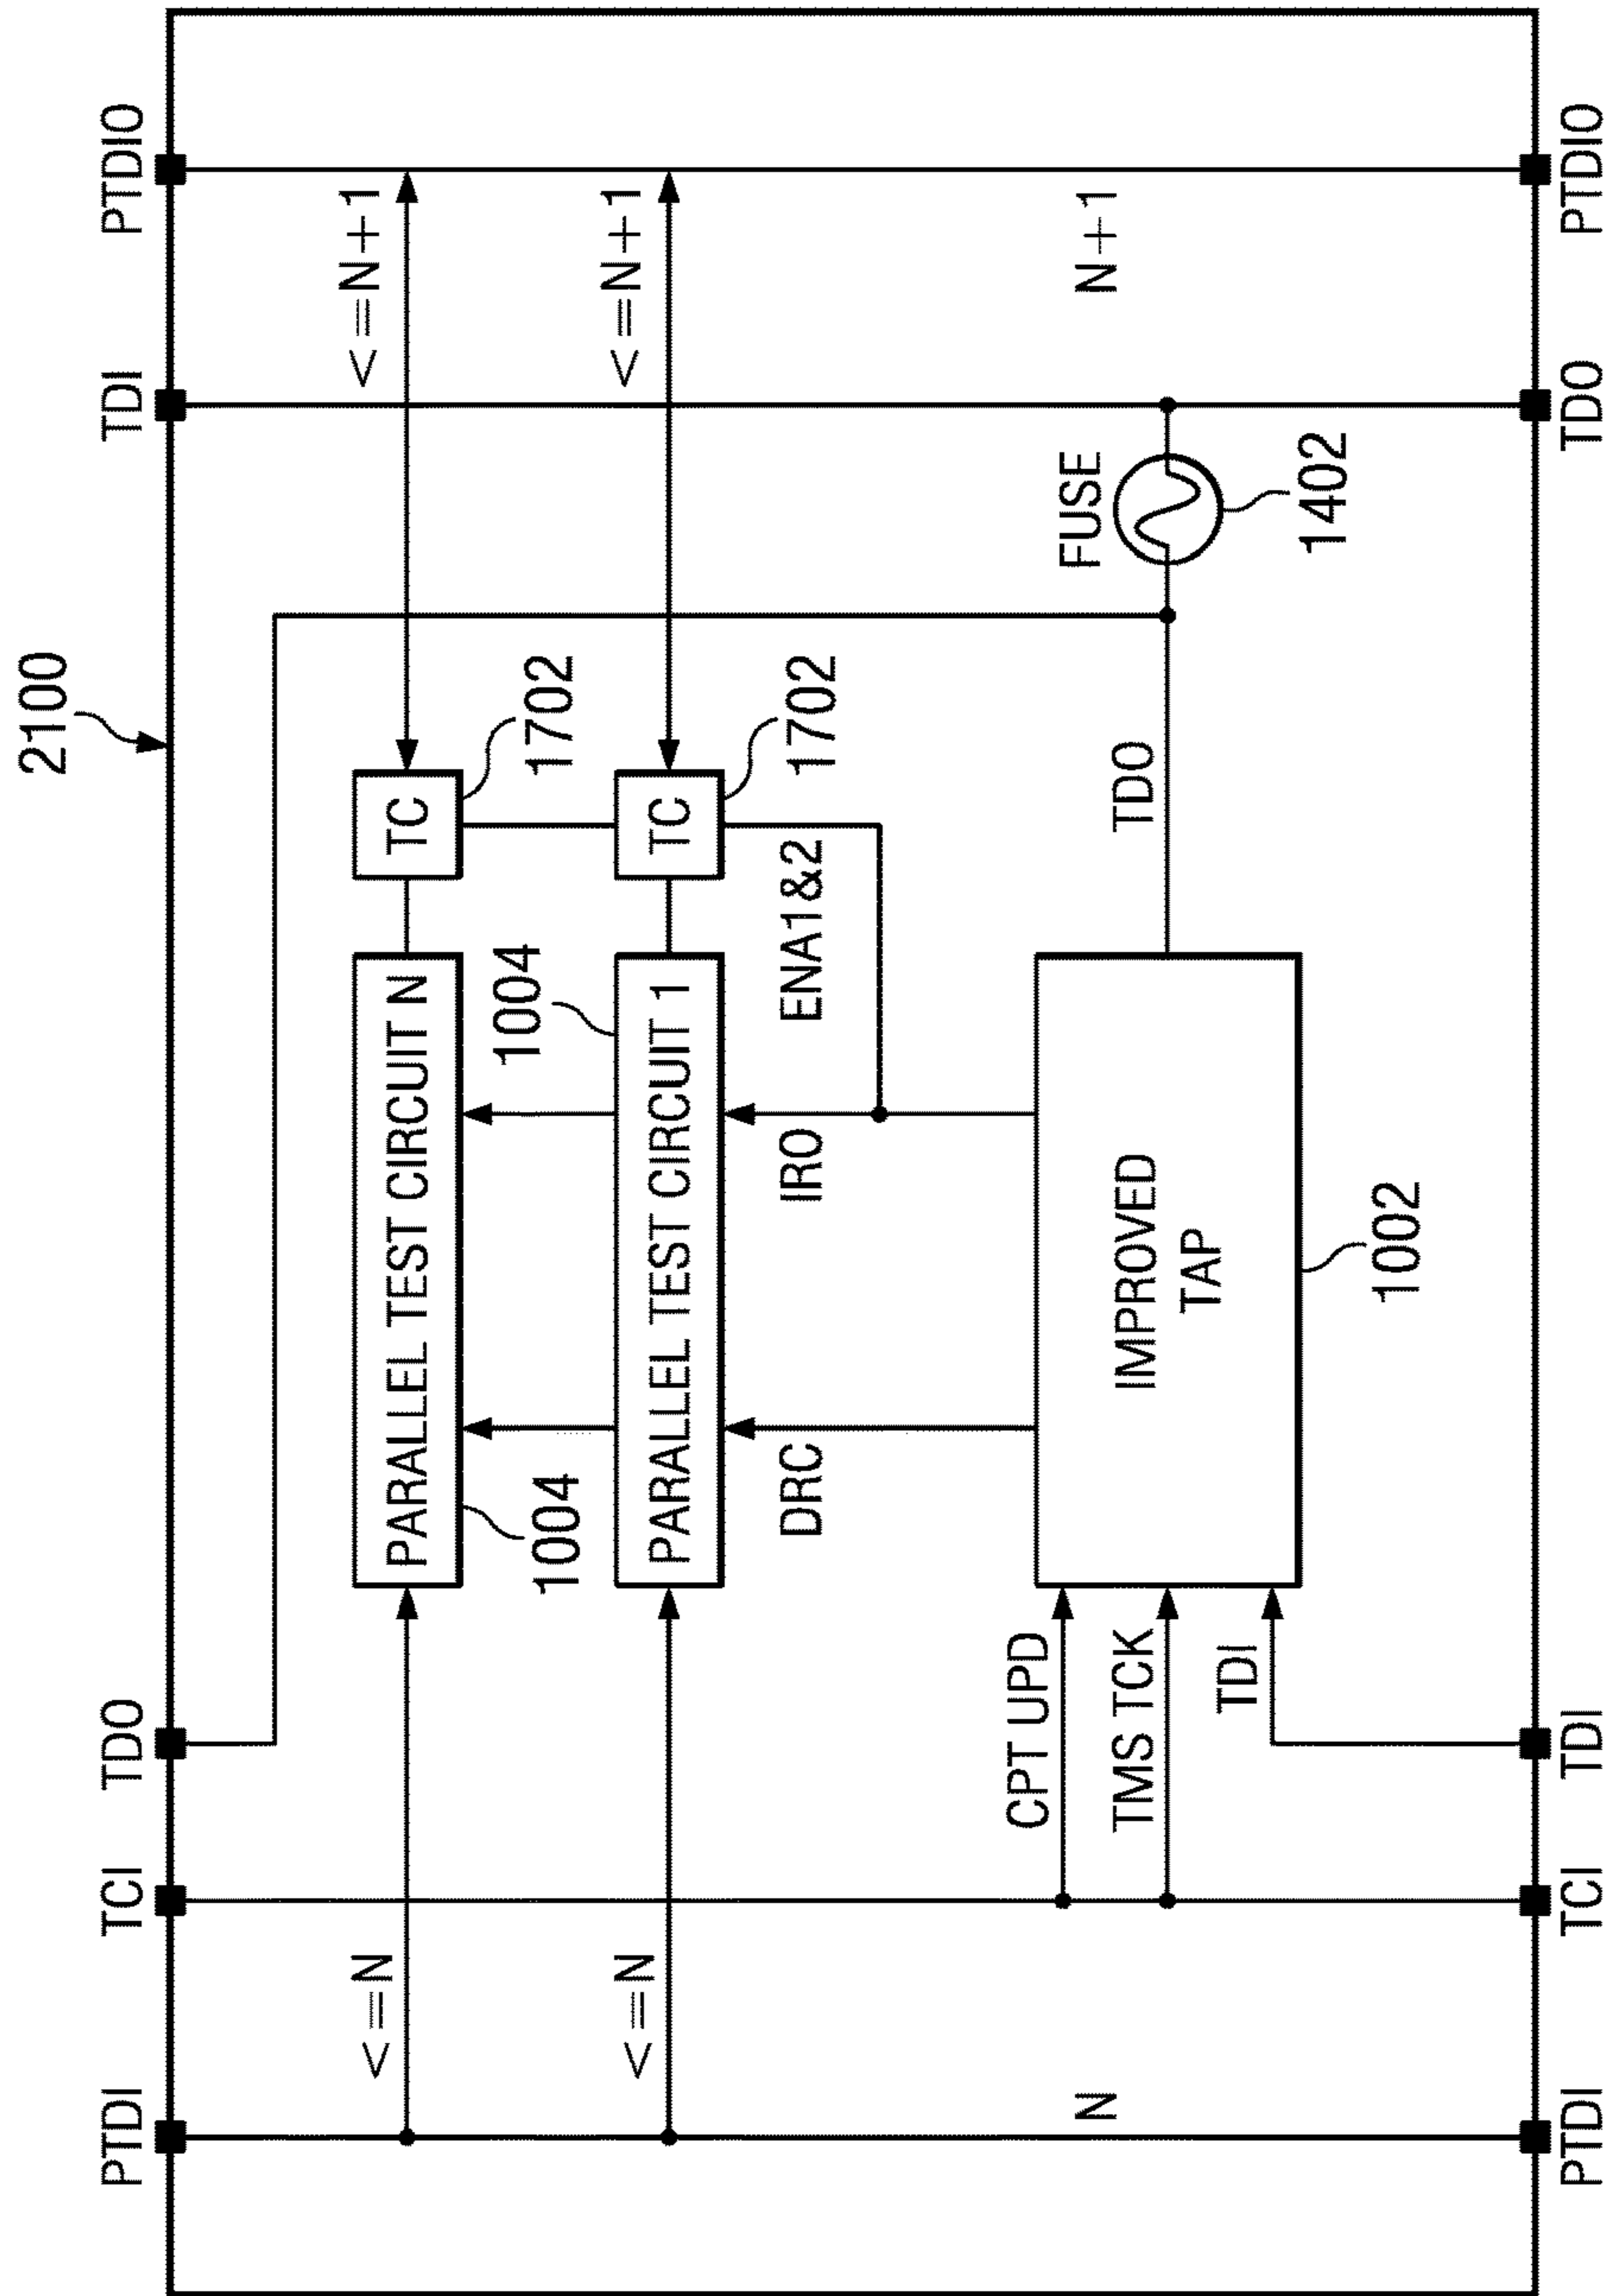 2100
PTDI
TCI
TDO
TDI
PTDIO
<=N
PARALLEL TEST CIRCUIT N
TC
<=N+1
1004
1004
1702
<=N
PARALLEL TEST CIRCUIT 1
TC
<=N+1
1702
DRC
IRO
ENA1&2
CPT UPD
TMS TCK
TDI
IMPROVED
TAP
1002
TDO
FUSE
1402
N
N+1
PTDI
TCI
TDI
TDO
PTDIO